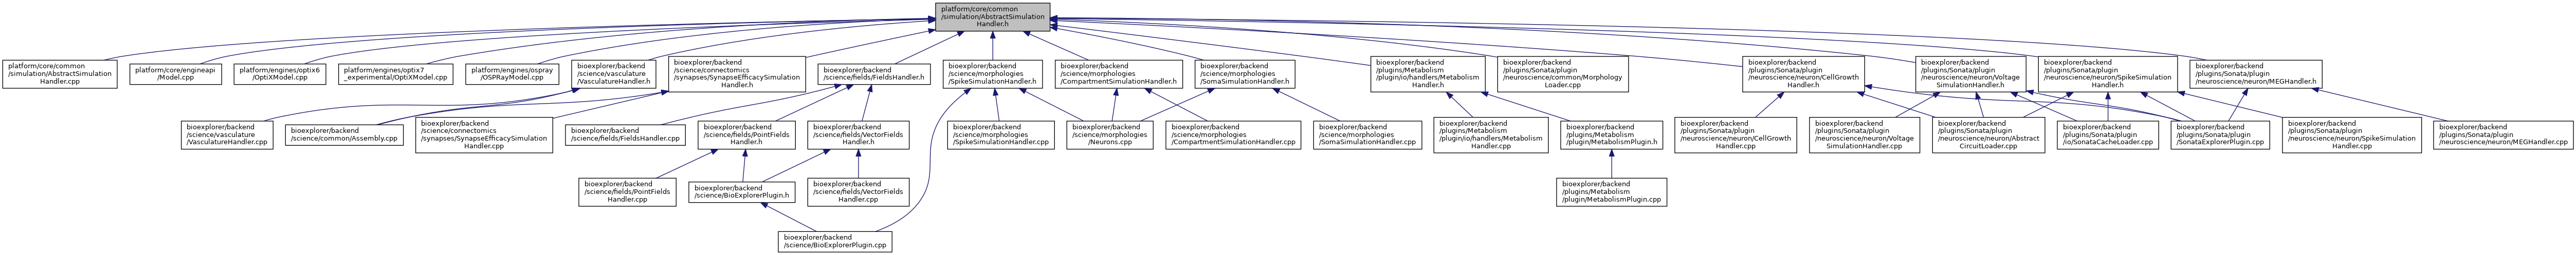 platform/core/common
/simulation/AbstractSimulation
Handler.h
platform/core/common
/simulation/AbstractSimulation
Handler.cpp
platform/core/engineapi
/Model.cpp
platform/engines/optix6
/OptiXModel.cpp
platform/engines/optix7
_experimental/OptiXModel.cpp
platform/engines/ospray
/OSPRayModel.cpp
bioexplorer/backend
/science/vasculature
/VasculatureHandler.h
bioexplorer/backend
/science/connectomics
/synapses/SynapseEfficacySimulation
Handler.h
bioexplorer/backend
/science/fields/FieldsHandler.h
bioexplorer/backend
/science/morphologies
/SpikeSimulationHandler.h
bioexplorer/backend
/science/morphologies
/CompartmentSimulationHandler.h
bioexplorer/backend
/science/morphologies
/SomaSimulationHandler.h
bioexplorer/backend
/plugins/Metabolism
/plugin/io/handlers/Metabolism
Handler.h
bioexplorer/backend
/plugins/Sonata/plugin
/neuroscience/common/Morphology
Loader.cpp
bioexplorer/backend
/plugins/Sonata/plugin
/neuroscience/neuron/CellGrowth
Handler.h
bioexplorer/backend
/plugins/Sonata/plugin
/neuroscience/neuron/Voltage
SimulationHandler.h
bioexplorer/backend
/plugins/Sonata/plugin
/neuroscience/neuron/SpikeSimulation
Handler.h
bioexplorer/backend
/plugins/Sonata/plugin
/neuroscience/neuron/MEGHandler.h
bioexplorer/backend
/science/vasculature
/VasculatureHandler.cpp
bioexplorer/backend
/science/common/Assembly.cpp
bioexplorer/backend
/science/connectomics
/synapses/SynapseEfficacySimulation
Handler.cpp
bioexplorer/backend
/science/fields/FieldsHandler.cpp
bioexplorer/backend
/science/fields/PointFields
Handler.h
bioexplorer/backend
/science/fields/VectorFields
Handler.h
bioexplorer/backend
/science/morphologies
/SpikeSimulationHandler.cpp
bioexplorer/backend
/science/morphologies
/Neurons.cpp
bioexplorer/backend
/science/morphologies
/CompartmentSimulationHandler.cpp
bioexplorer/backend
/science/morphologies
/SomaSimulationHandler.cpp
bioexplorer/backend
/plugins/Metabolism
/plugin/io/handlers/Metabolism
Handler.cpp
bioexplorer/backend
/plugins/Metabolism
/plugin/MetabolismPlugin.h
bioexplorer/backend
/plugins/Sonata/plugin
/neuroscience/neuron/CellGrowth
Handler.cpp
bioexplorer/backend
/plugins/Sonata/plugin
/neuroscience/neuron/Voltage
SimulationHandler.cpp
bioexplorer/backend
/plugins/Sonata/plugin
/neuroscience/neuron/Abstract
CircuitLoader.cpp
bioexplorer/backend
/plugins/Sonata/plugin
/io/SonataCacheLoader.cpp
bioexplorer/backend
/plugins/Sonata/plugin
/SonataExplorerPlugin.cpp
bioexplorer/backend
/plugins/Sonata/plugin
/neuroscience/neuron/SpikeSimulation
Handler.cpp
bioexplorer/backend
/plugins/Sonata/plugin
/neuroscience/neuron/MEGHandler.cpp
bioexplorer/backend
/science/fields/PointFields
Handler.cpp
bioexplorer/backend
/science/BioExplorerPlugin.h
bioexplorer/backend
/science/fields/VectorFields
Handler.cpp
bioexplorer/backend
/plugins/Metabolism
/plugin/MetabolismPlugin.cpp
bioexplorer/backend
/science/BioExplorerPlugin.cpp